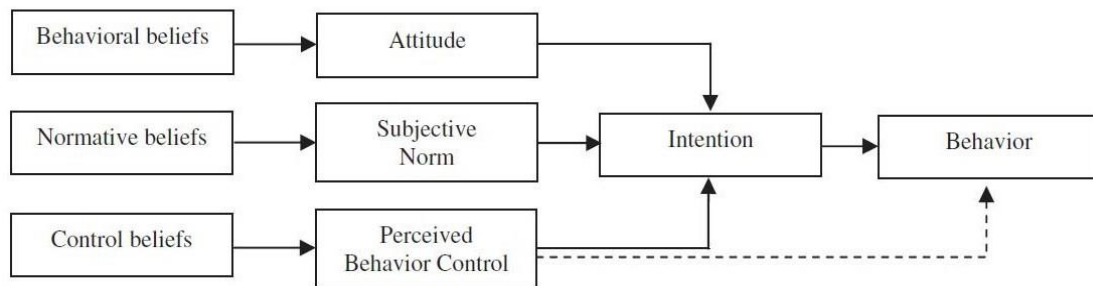 Behavioral beliefs
Attitude
Normative beliefs
Subjective
Norm
Intention
Behavior
Control beliefs
Perceived
Behavior Control